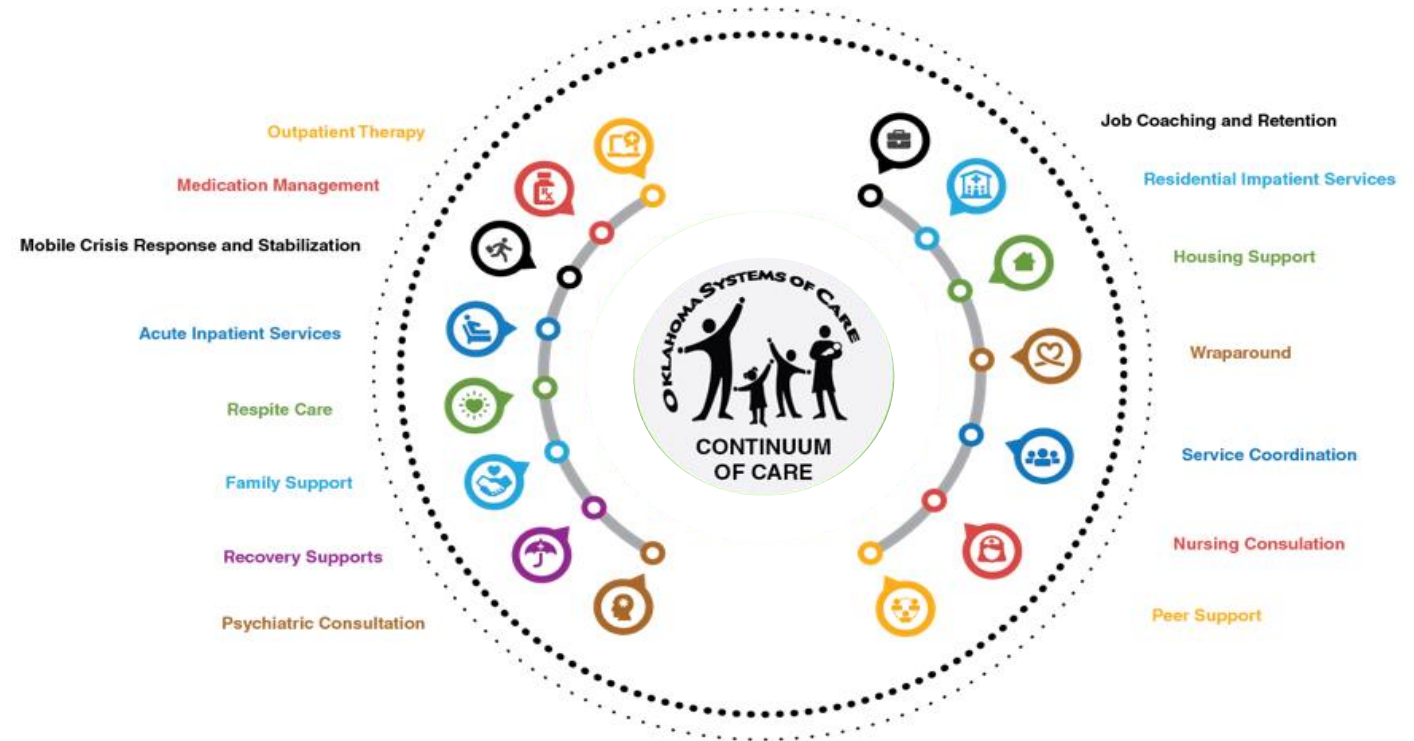 Outpatient Therapy
Medication Management
Mobile Crisis Response and Stabilization
Acute Inpatient Services
Respite Care
Family Support
Recovery Supports
Psychiatric Consultation
OKLAHOMA SYSTEMS OF CARE
CONTINUUM
OF CARE
Job Coaching and Retention
Residential Impatient Services
Housing Support
Wraparound
Service Coordination
Nursing Consulation
Peer Support